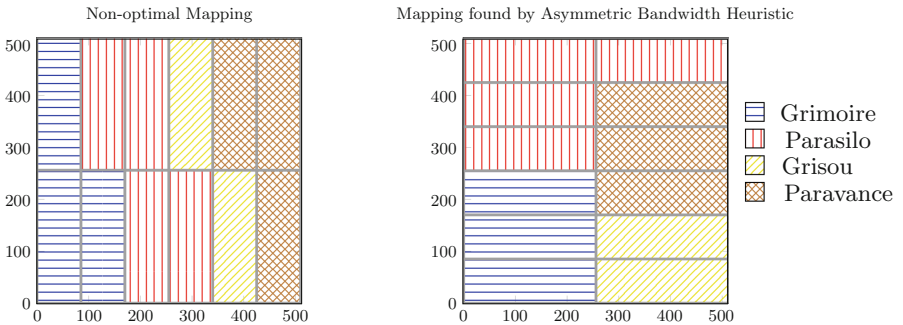 Non-optimal Mapping
Mapping found by Asymmetric Bandwidth Heuristic
500
400
300
200
100
0
0 100 200 300 400 500
500
400
300
200
100
0
0 100 200 300 400 500
Grimoire
Parasilo
Grisou
Paravance